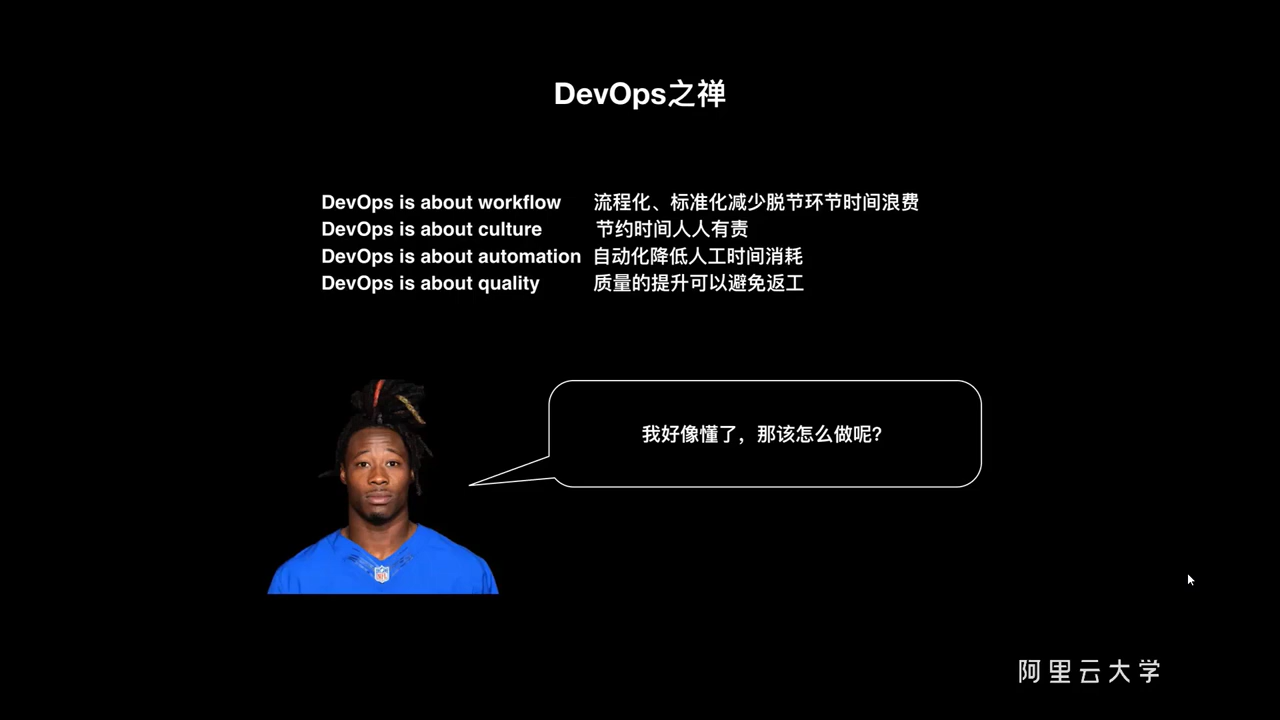 DevOps之禅
DevOps is about workflow 流程化、标准化减少脱节环节时间浪费
DevOps is about culture 节约时间人人有责
DevOps is about automation 自动化降低人工时间消耗
DevOps is about quality 质量的提升可以避免返工
我好像懂了，那该怎么做呢?
NFL
阿里云大学